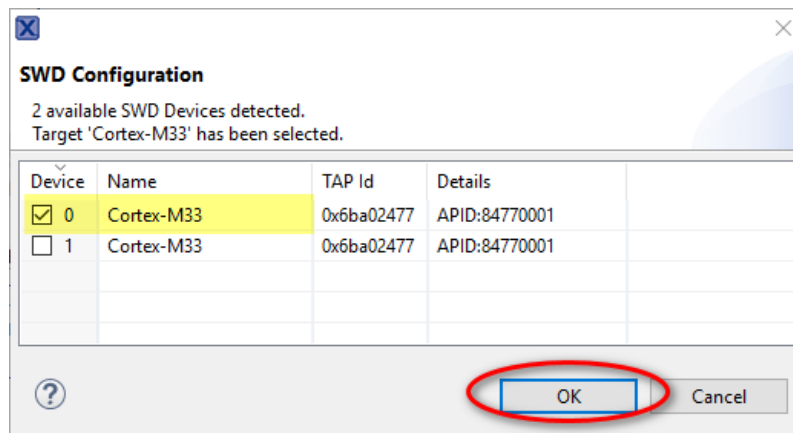 SWD Configuration
2 available SWD Devices detected.
Target 'Cortex-M33' has been selected.
Device Name TAP Id Details
0 Cortex-M33 0x6ba02477 APID:84770001
1 Cortex-M33 0x6ba02477 APID:84770001
? OK Cancel